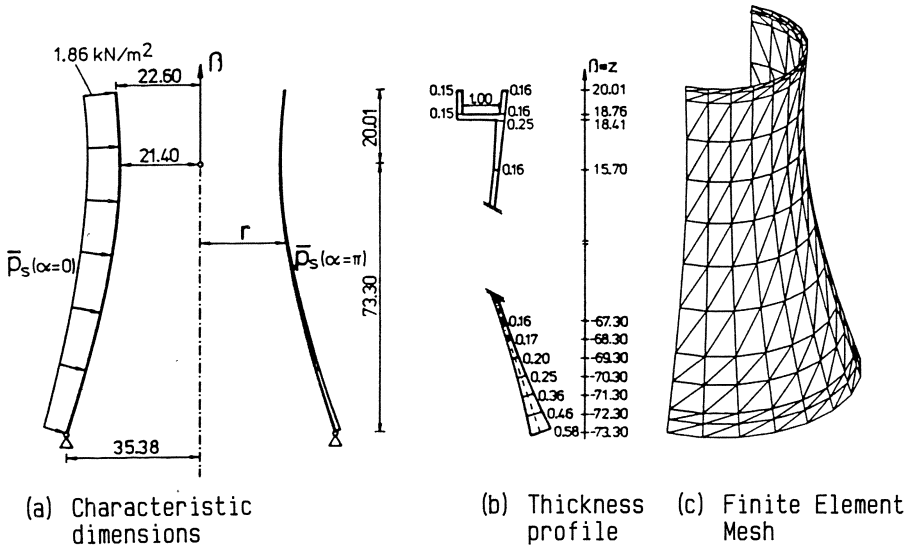 1.86 kN/m²
22.60
n
21.40
20.01
r
p̄s(∝=0)
p̄s(∝=π)
73.30
35.38
(a) Characteristic
dimensions
n=z
0.15
0.16
20.01
1.00
0.15
0.16
18.76
0.25
18.41
0.16
15.70
0.16
-67.30
0.17
-68.30
0.20
-69.30
0.25
-70.30
0.36
-71.30
0.46
-72.30
0.58
-73.30
(b) Thickness
profile
(c) Finite Element
Mesh